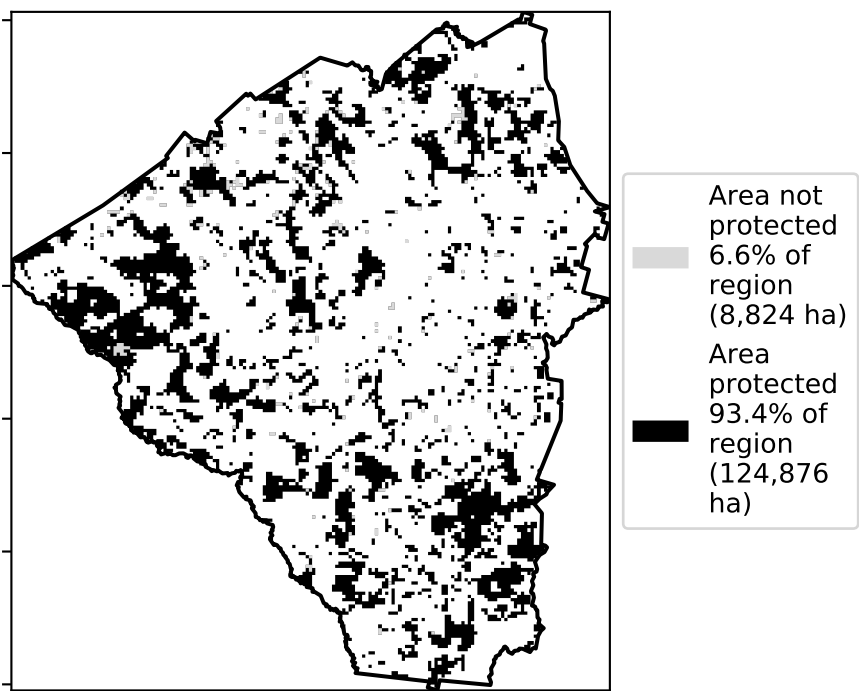 Area not
protected
6.6% of
region
(8,824 ha)
Area
protected
93.4% of
region
(124,876
ha)